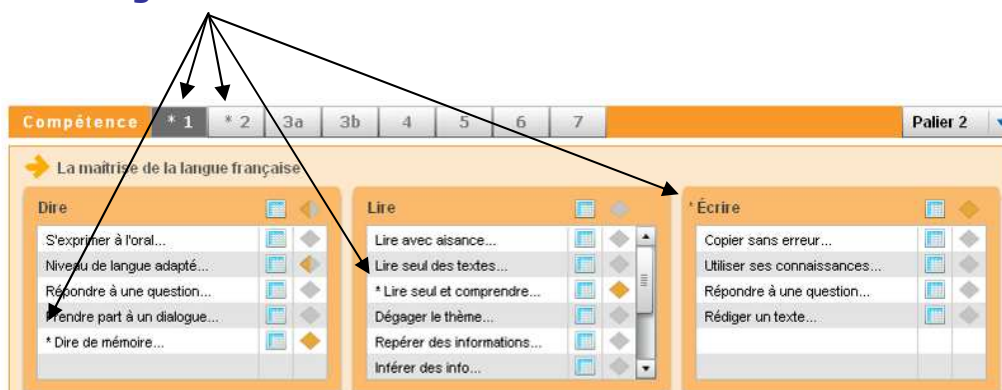 Compétence * 1 * 2 3a 3b 4 5 6 7 Palier 2
La maîtrise de la langue française
Dire
S'exprimer à l'oral...
Niveau de langue adapté...
Répondre à une question...
Prendre part à un dialogue...
* Dire de mémoire...
Lire
Lire avec aisance...
Lire seul des textes...
* Lire seul et comprendre...
Dégager le thème...
Repérer des informations...
Inférer des info...
* Écrire
Copier sans erreur...
Utiliser ses connaissances...
Répondre à une question...
Rédiger un texte...